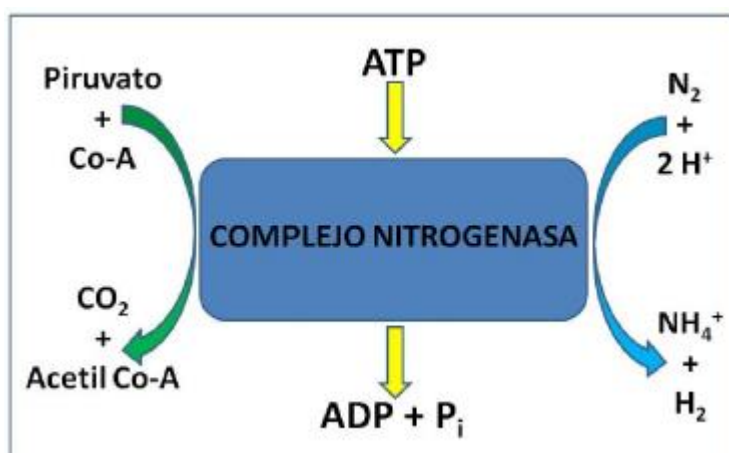 Piruvato
+
Co-A
ATP
N₂
+
2 H⁺
COMPLEJO NITROGENASA
CO₂
+
Acetil Co-A
ADP + Pᵢ
NH₄⁺
+
H₂